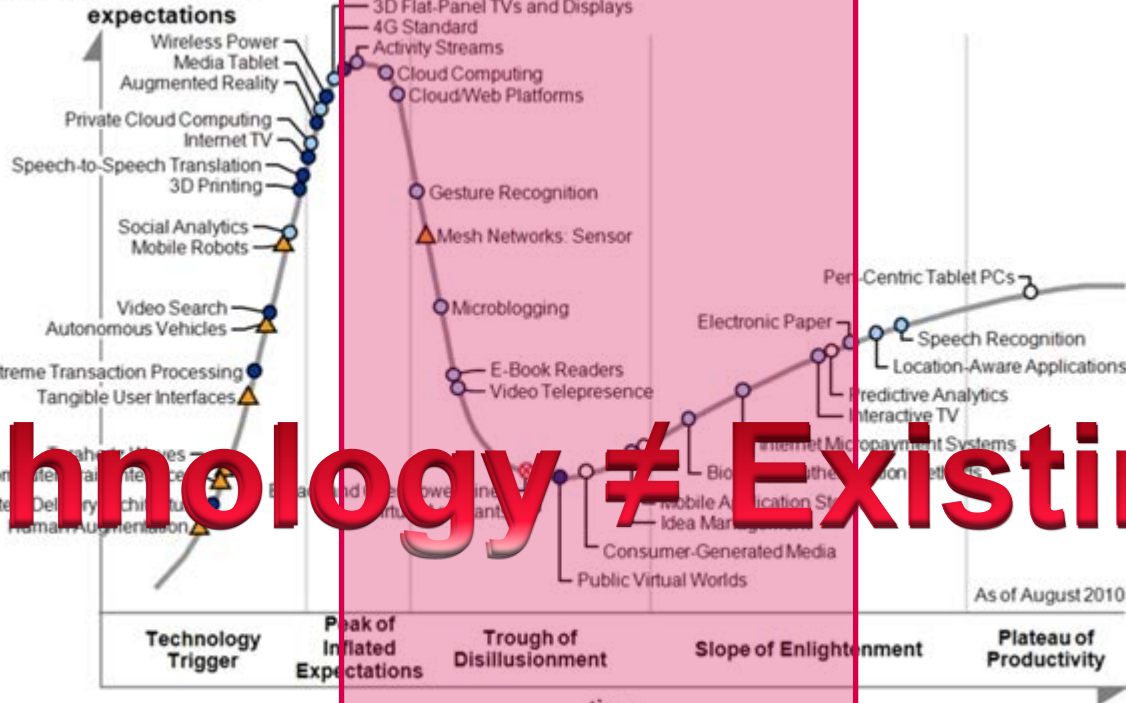 expectations
3D Flat-Panel TVs and Displays
4G Standard
Activity Streams
Wireless Power
Media Tablet
Augmented Reality
Cloud Computing
Cloud/Web Platforms
Private Cloud Computing
Internet TV
Speech-to-Speech Translation
3D Printing
Gesture Recognition
Social Analytics
Mobile Robots
Mesh Networks: Sensor
Video Search
Autonomous Vehicles
Microblogging
Pen-Centric Tablet PCs
Electronic Paper
Speech Recognition
Location-Aware Applications
treme Transaction Processing
Tangible User Interfaces
E-Book Readers
Video Telepresence
Predictive Analytics
Interactive TV
Internet Micropayment Systems
hnology ≠ Existi
Human Augmentation
Idea
Consumer-Generated Media
Public Virtual Worlds
As of August 2010
Technology
Trigger
Peak of
Inflated
Expectations
Trough of
Disillusionment
Slope of Enlightenment
Plateau of
Productivity